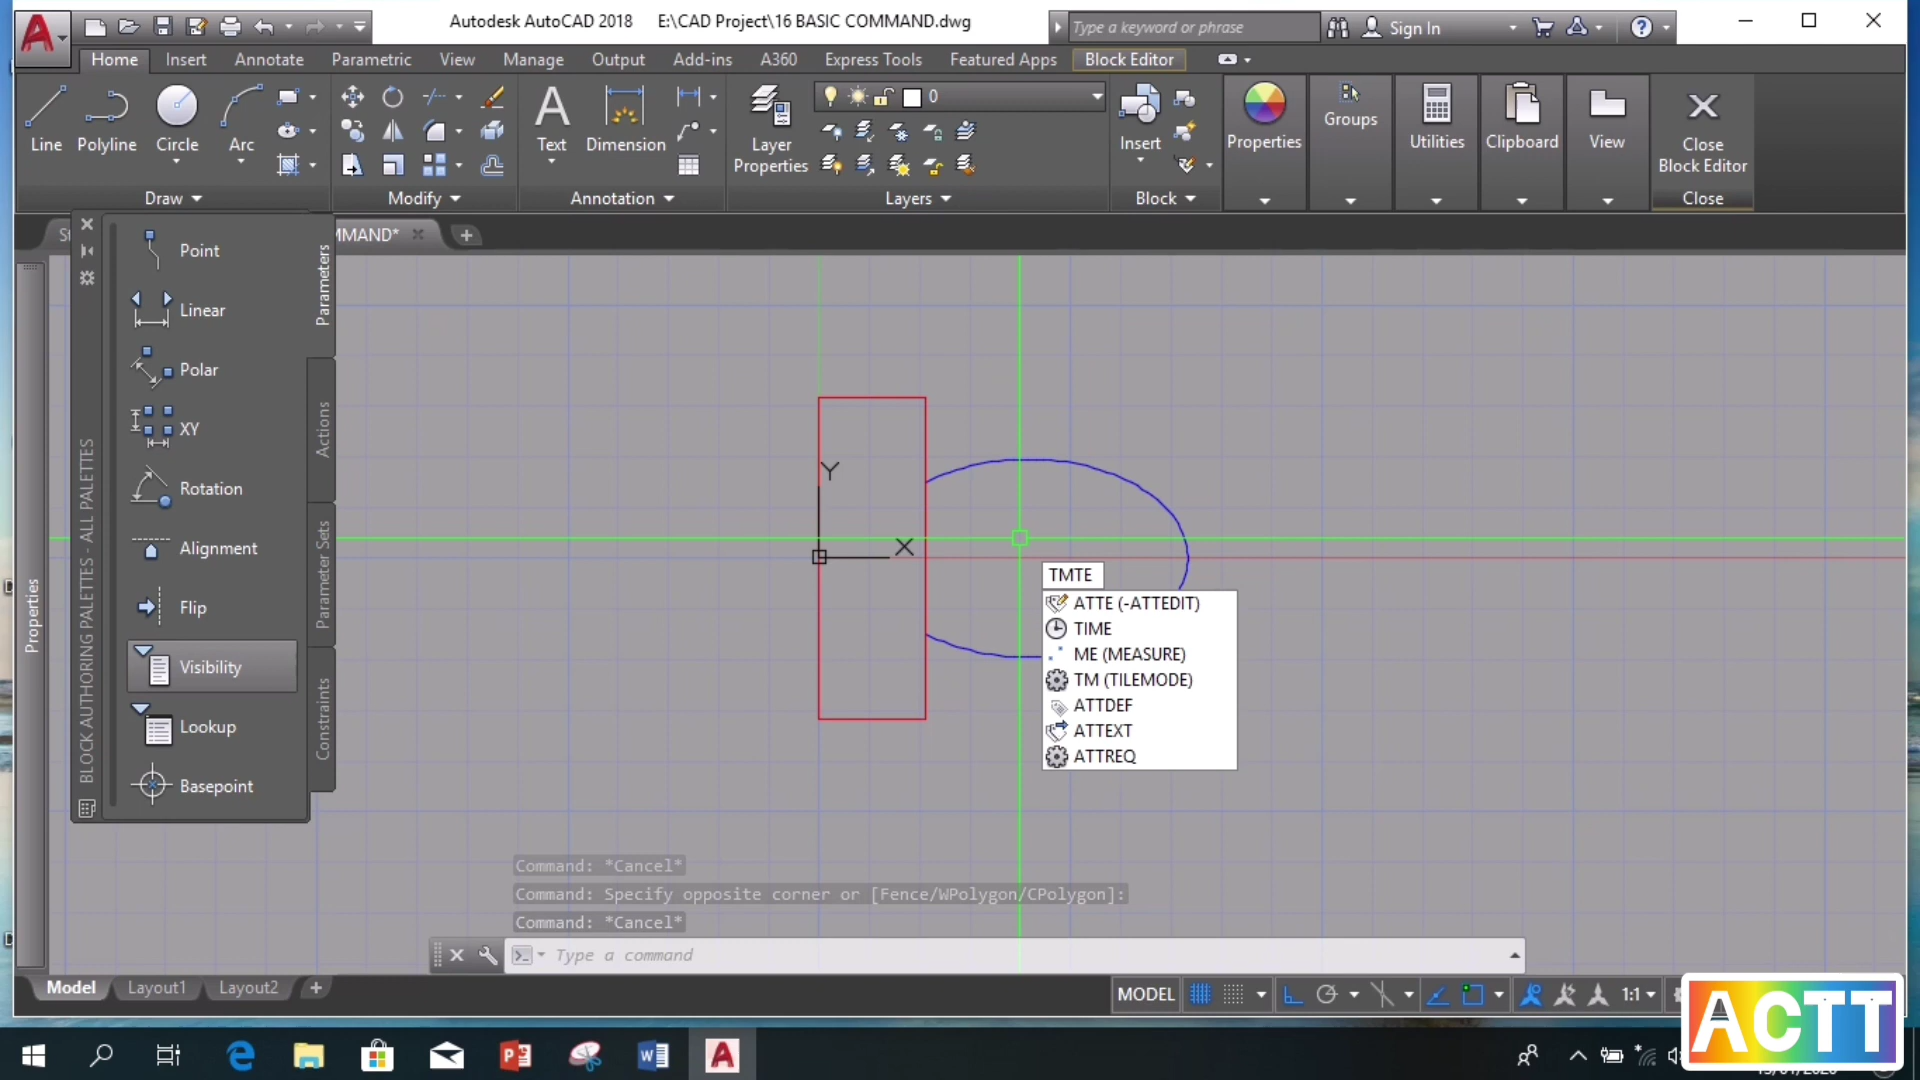 Autodesk AutoCAD 2018 E:\CAD Project\16 BASIC COMMAND.dwg
Type a keyword or phrase
Sign In
Home Insert Annotate Parametric View Manage Output Add-ins A360 Express Tools Featured Apps Block Editor
Line Polyline Circle Arc
Text Dimension
Layer Properties
0
Insert
Properties
Groups
Utilities
Clipboard
View
Close Block Editor
Draw Modify Annotation Layers Block Close
MMAND*
Point
Linear
Polar
XY
Rotation
Alignment
Flip
Visibility
Lookup
Basepoint
Parameters
Actions
Parameter Sets
Constraints
BLOCK AUTHORING PALETTES - ALL PALETTES
Properties
Y
X
TMTE
ATTE (-ATTEDIT)
TIME
ME (MEASURE)
TM (TILEMODE)
ATTDEF
ATTEXT
ATTREQ
Command: *Cancel*
Command: Specify opposite corner or [Fence/WPolygon/CPolygon]:
Command: *Cancel*
Type a command
Model Layout1 Layout2
MODEL
1:1
ACTT